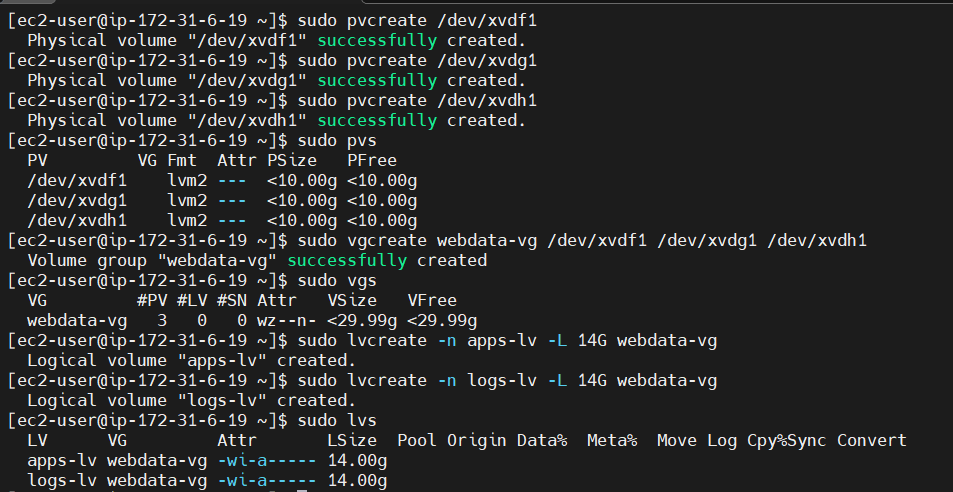 [ec2-user@ip-172-31-6-19 ~]$ sudo pvcreate /dev/xvdf1
  Physical volume "/dev/xvdf1" successfully created.
[ec2-user@ip-172-31-6-19 ~]$ sudo pvcreate /dev/xvdg1
  Physical volume "/dev/xvdg1" successfully created.
[ec2-user@ip-172-31-6-19 ~]$ sudo pvcreate /dev/xvdh1
  Physical volume "/dev/xvdh1" successfully created.
[ec2-user@ip-172-31-6-19 ~]$ sudo pvs
  PV         VG Fmt  Attr PSize   PFree
  /dev/xvdf1    lvm2 ---  <10.00g <10.00g
  /dev/xvdg1    lvm2 ---  <10.00g <10.00g
  /dev/xvdh1    lvm2 ---  <10.00g <10.00g
[ec2-user@ip-172-31-6-19 ~]$ sudo vgcreate webdata-vg /dev/xvdf1 /dev/xvdg1 /dev/xvdh1
  Volume group "webdata-vg" successfully created
[ec2-user@ip-172-31-6-19 ~]$ sudo vgs
  VG         #PV #LV #SN Attr   VSize   VFree
  webdata-vg   3   0   0 wz--n- <29.99g <29.99g
[ec2-user@ip-172-31-6-19 ~]$ sudo lvcreate -n apps-lv -L 14G webdata-vg
  Logical volume "apps-lv" created.
[ec2-user@ip-172-31-6-19 ~]$ sudo lvcreate -n logs-lv -L 14G webdata-vg
  Logical volume "logs-lv" created.
[ec2-user@ip-172-31-6-19 ~]$ sudo lvs
  LV      VG         Attr       LSize  Pool Origin Data%  Meta%  Move Log Cpy%Sync Convert
  apps-lv webdata-vg -wi-a----- 14.00g
  logs-lv webdata-vg -wi-a----- 14.00g